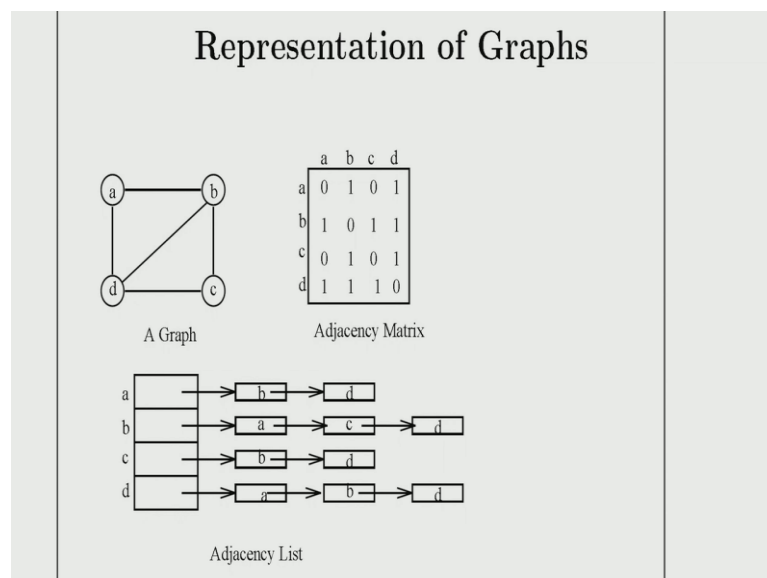 Representation of Graphs
a b c d
a b
a 0 1 0 1
b 1 0 1 1
c 0 1 0 1
d 1 1 1 0
d c
A Graph
Adjacency Matrix
a b d
b a c d
c b d
d a b d
Adjacency List